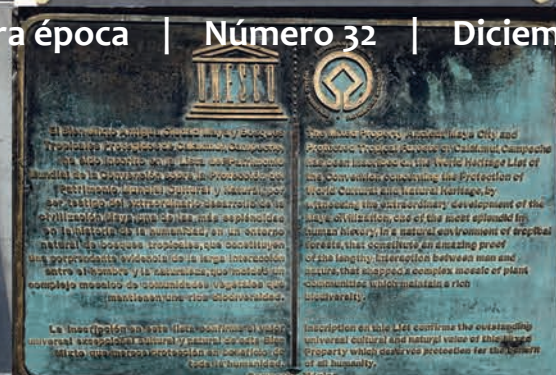 ra época | Número 32 | Diciem
UNESCO
El Bien Mixto Antigua Ciudad Maya y Bosques
Tropicales Protegidos de Calakmul, Campeche
ha sido inscrito en la Lista del Patrimonio
Mundial de la Convención sobre la Protección del
Patrimonio Mundial Cultural y Natural, por
ser testigo del extraordinario desarrollo de la
civilización Maya, una de las más espléndidas
en la historia de la humanidad, en un entorno
natural de bosques tropicales, que constituyen
una sorprendente evidencia de la larga interacción
entre el hombre y la naturaleza, que moldeó un
complejo mosaico de comunidades vegetales que
mantienen una rica biodiversidad.
La inscripción en esta lista confirma el valor
universal excepcional cultural y natural de este Bien
Mixto, que merece protección en beneficio de
toda la humanidad.
The Mixed Property Ancient Maya City and
Protected Tropical Forests of Calakmul, Campeche
has been inscribed on the World Heritage List of
the Convention concerning the Protection of
World Cultural and Natural Heritage, by
witnessing the extraordinary development of the
Maya civilization, one of the most splendid in
human history, in a natural environment of tropical
forests, that constitute an amazing proof
of the lengthy interaction between man and
nature, that shapped a complex mosaic of plant
communities which maintain a rich
biodiversity.
Inscription on this List confirms the outstanding
universal cultural and natural value of this Mixed
Property which deserves protection for the benefit
of all humanity.